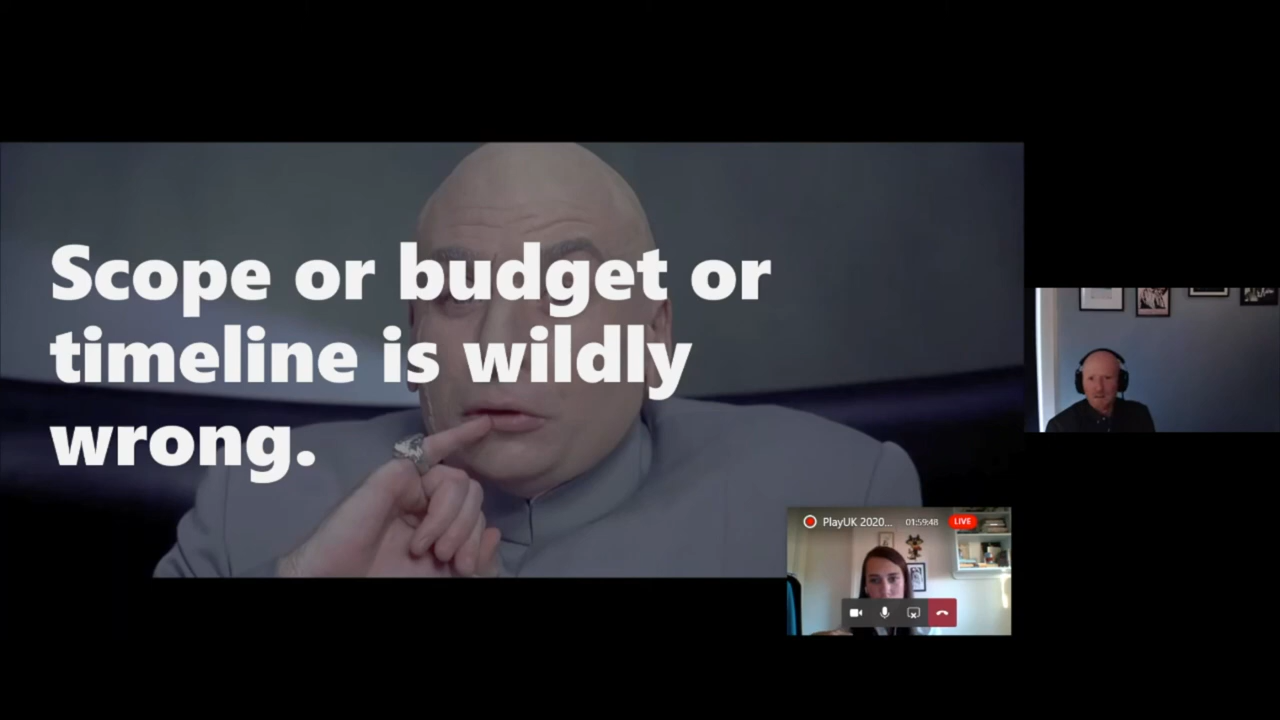 Scope or budget or
timeline is wildly
wrong.
PlayUK 2020...
01:59:48
LIVE